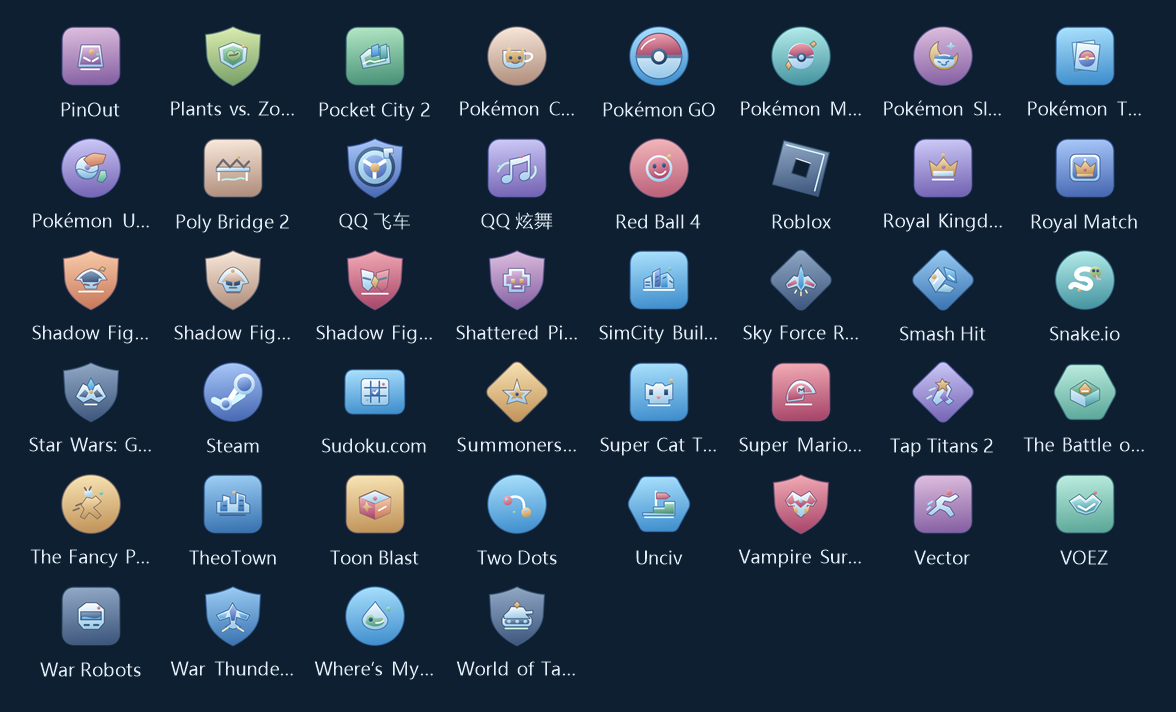 PinOut Plants vs. Zo... Pocket City 2 Pokémon C... Pokémon GO Pokémon M... Pokémon Sl... Pokémon T...
Pokémon U... Poly Bridge 2 QQ 飞车 QQ 炫舞 Red Ball 4 Roblox Royal Kingd... Royal Match
Shadow Fig... Shadow Fig... Shadow Fig... Shattered Pi... SimCity Buil... Sky Force R... Smash Hit Snake.io
Star Wars: G... Steam Sudoku.com Summoners... Super Cat T... Super Mario... Tap Titans 2 The Battle o...
The Fancy P... TheoTown Toon Blast Two Dots Unciv Vampire Sur... Vector VOEZ
War Robots War Thunde... Where's My... World of Ta...